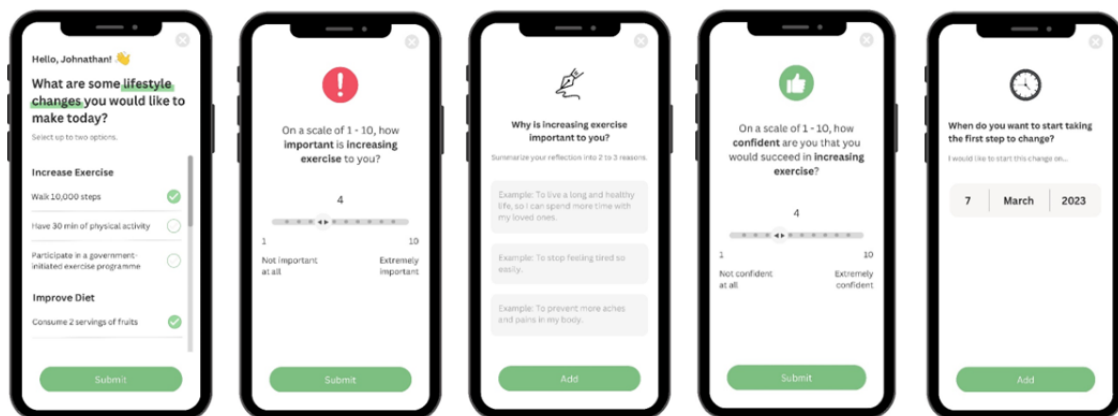 Hello, Johnathan! 👋
What are some lifestyle
changes you would like to
make today?
Select up to two options.
Increase Exercise
Walk 10,000 steps
Have 30 min of physical activity
Participate in a government-
initiated exercise programme
Improve Diet
Consume 2 servings of fruits
Submit
On a scale of 1 - 10, how
important is increasing
exercise to you?
4
1 10
Not important Extremely
at all important
Submit
Why is increasing exercise
important to you?
Summarize your reflection into 2 to 3 reasons.
Example: To live a long and healthy
life, so I can spend more time with
my loved ones.
Example: To stop feeling tired so
easily.
Example: To prevent more aches
and pains in my body.
Add
On a scale of 1 - 10, how
confident are you that you
would succeed in increasing
exercise?
4
1 10
Not confident Extremely
at all confident
Submit
When do you want to start taking
the first step to change?
I would like to start this change on...
7 March 2023
Add